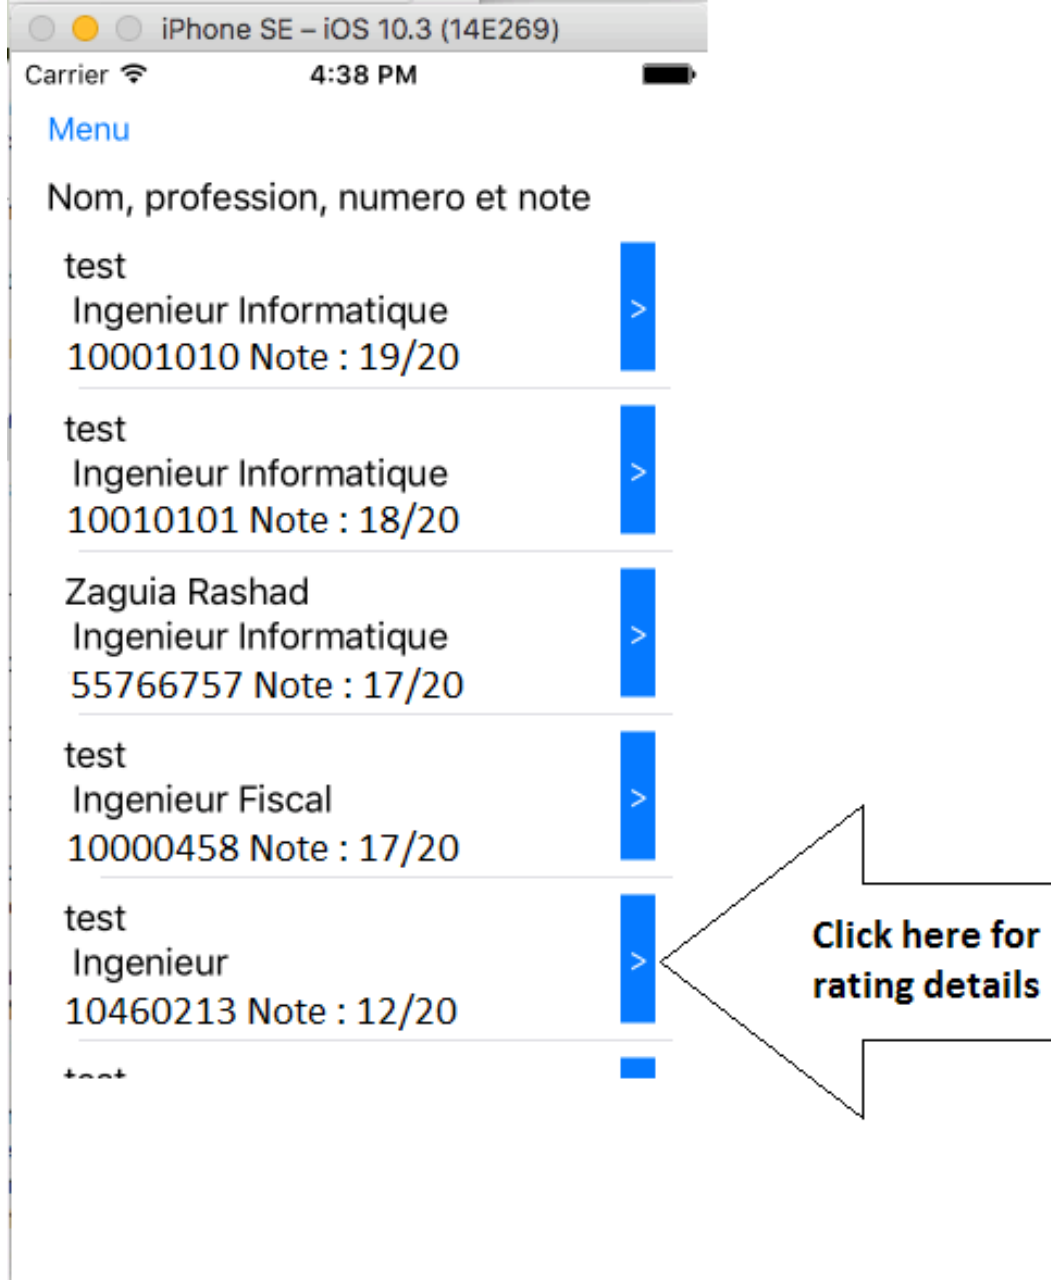 iPhone SE – iOS 10.3 (14E269)
Carrier 4:38 PM
Menu
Nom, profession, numero et note
test
Ingenieur Informatique
10001010 Note : 19/20
>
test
Ingenieur Informatique
10010101 Note : 18/20
>
Zaguia Rashad
Ingenieur Informatique
55766757 Note : 17/20
>
test
Ingenieur Fiscal
10000458 Note : 17/20
>
test
Ingenieur
10460213 Note : 12/20
>
Click here for
rating details